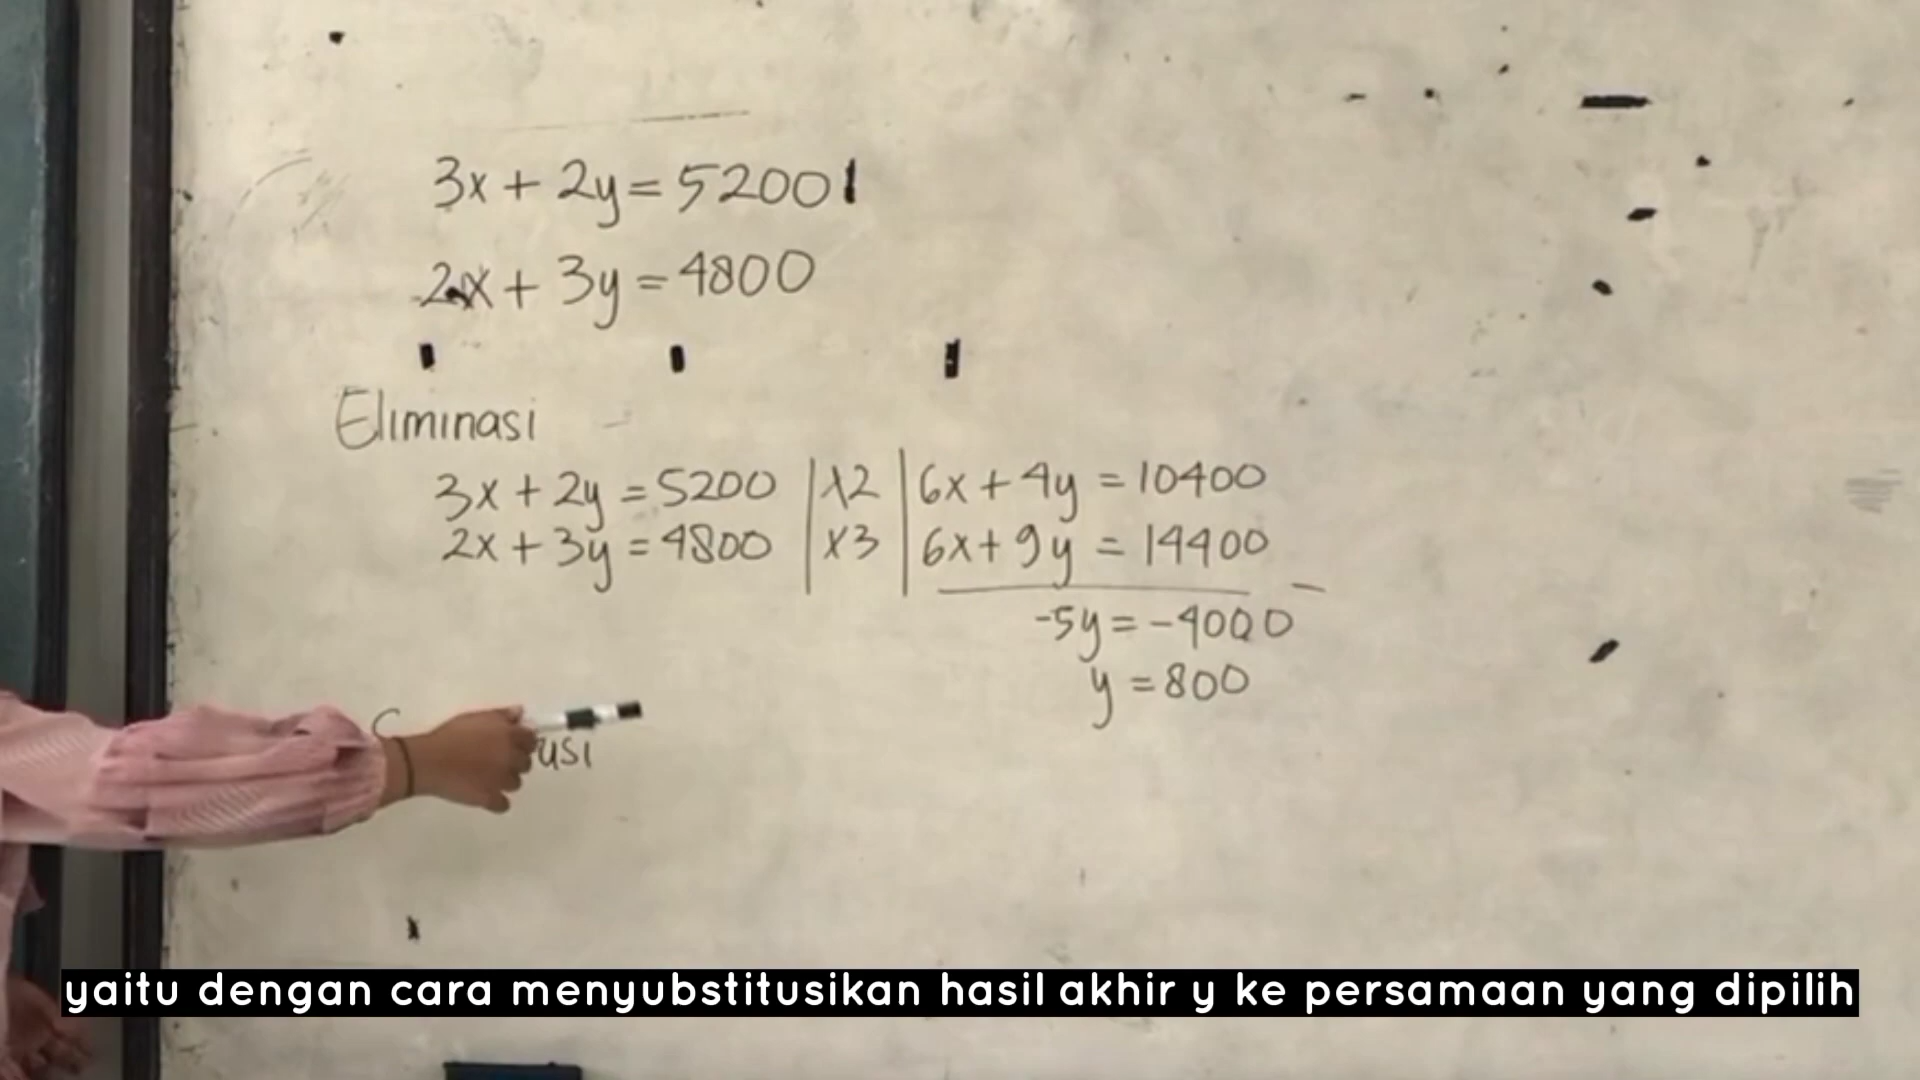 3x + 2y = 5200
2x + 3y = 4800
Eliminasi
3x + 2y = 5200 | x2 | 6x + 4y = 10400
2x + 3y = 4800 | x3 | 6x + 9y = 14400 -
-5y = -4000
y = 800
yaitu dengan cara menyubstitusikan hasil akhir y ke persamaan yang dipilih